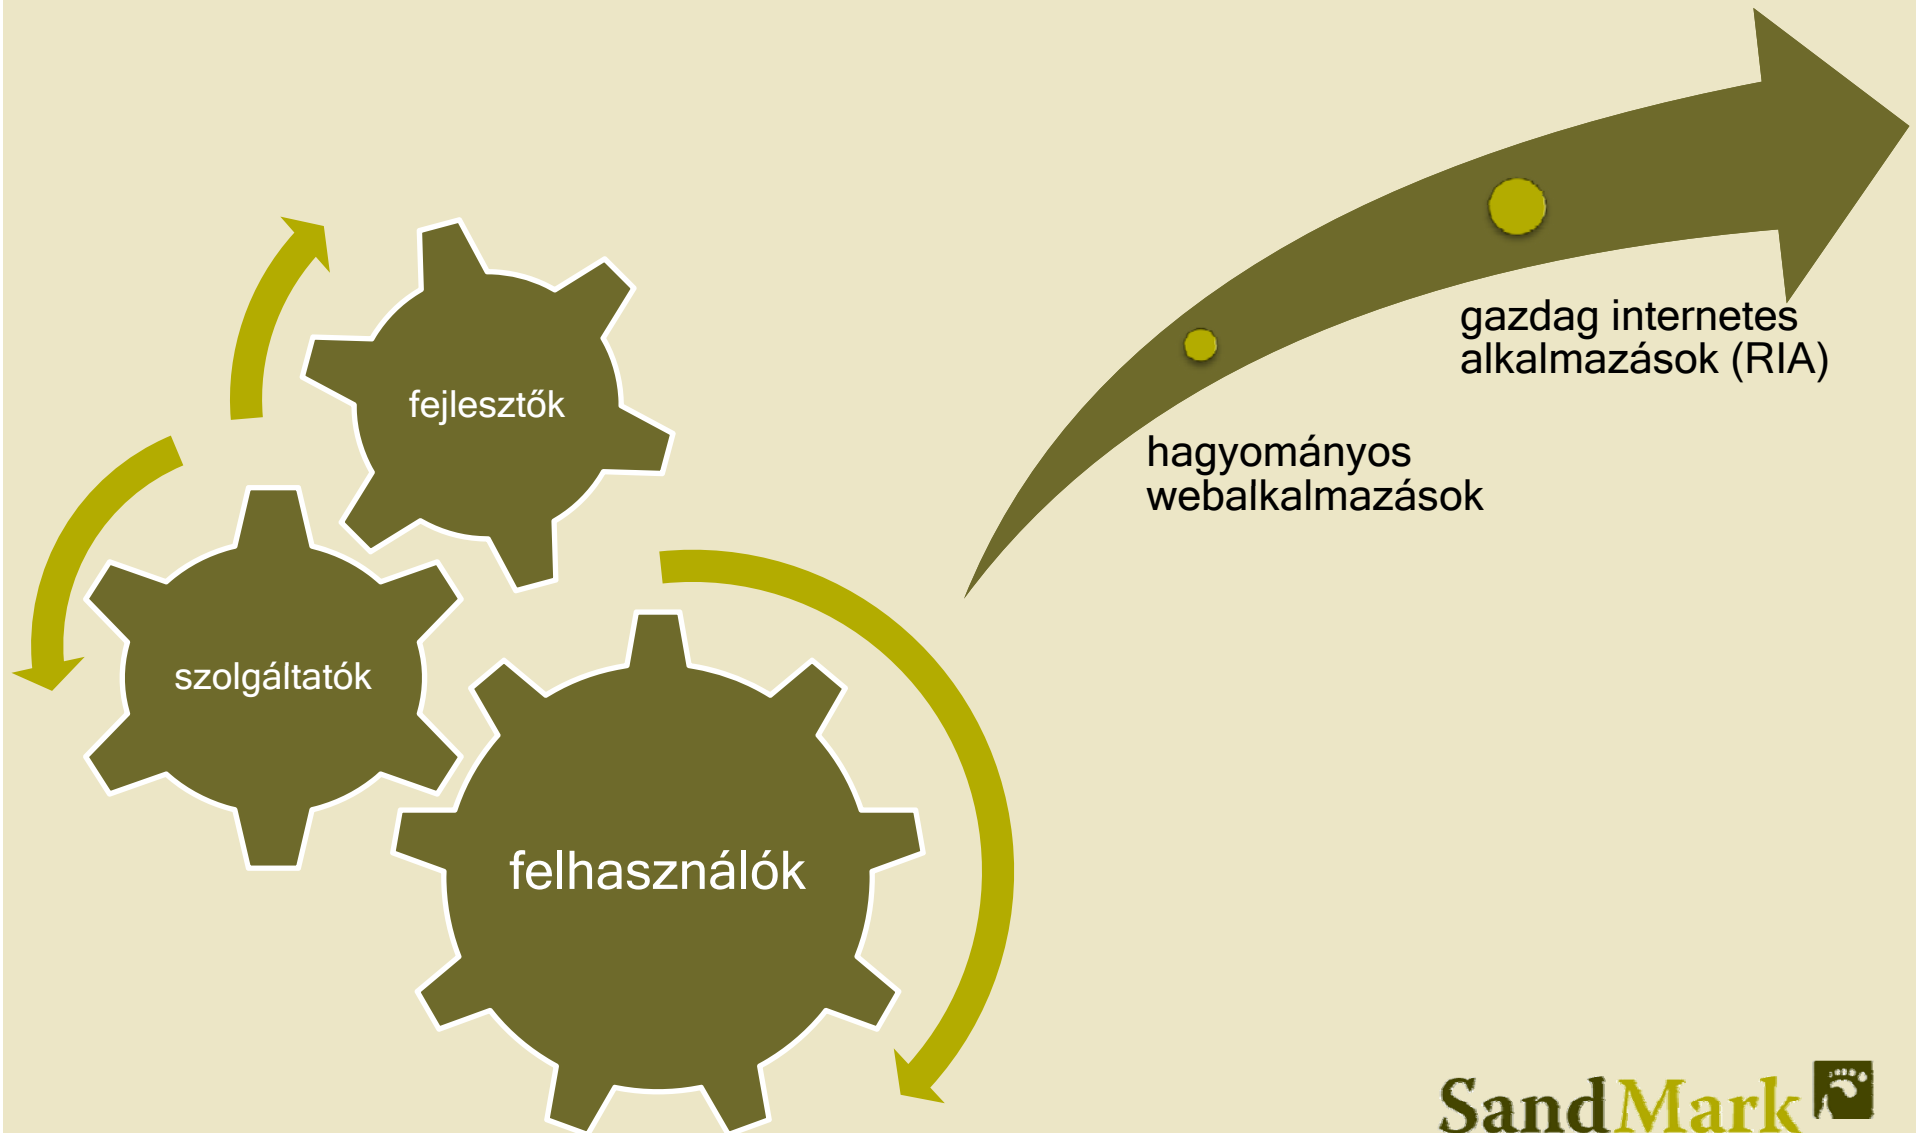 fejlesztők
szolgáltatók
felhasználók
gazdag internetes
alkalmazások (RIA)
hagyományos
webalkalmazások
SandMark